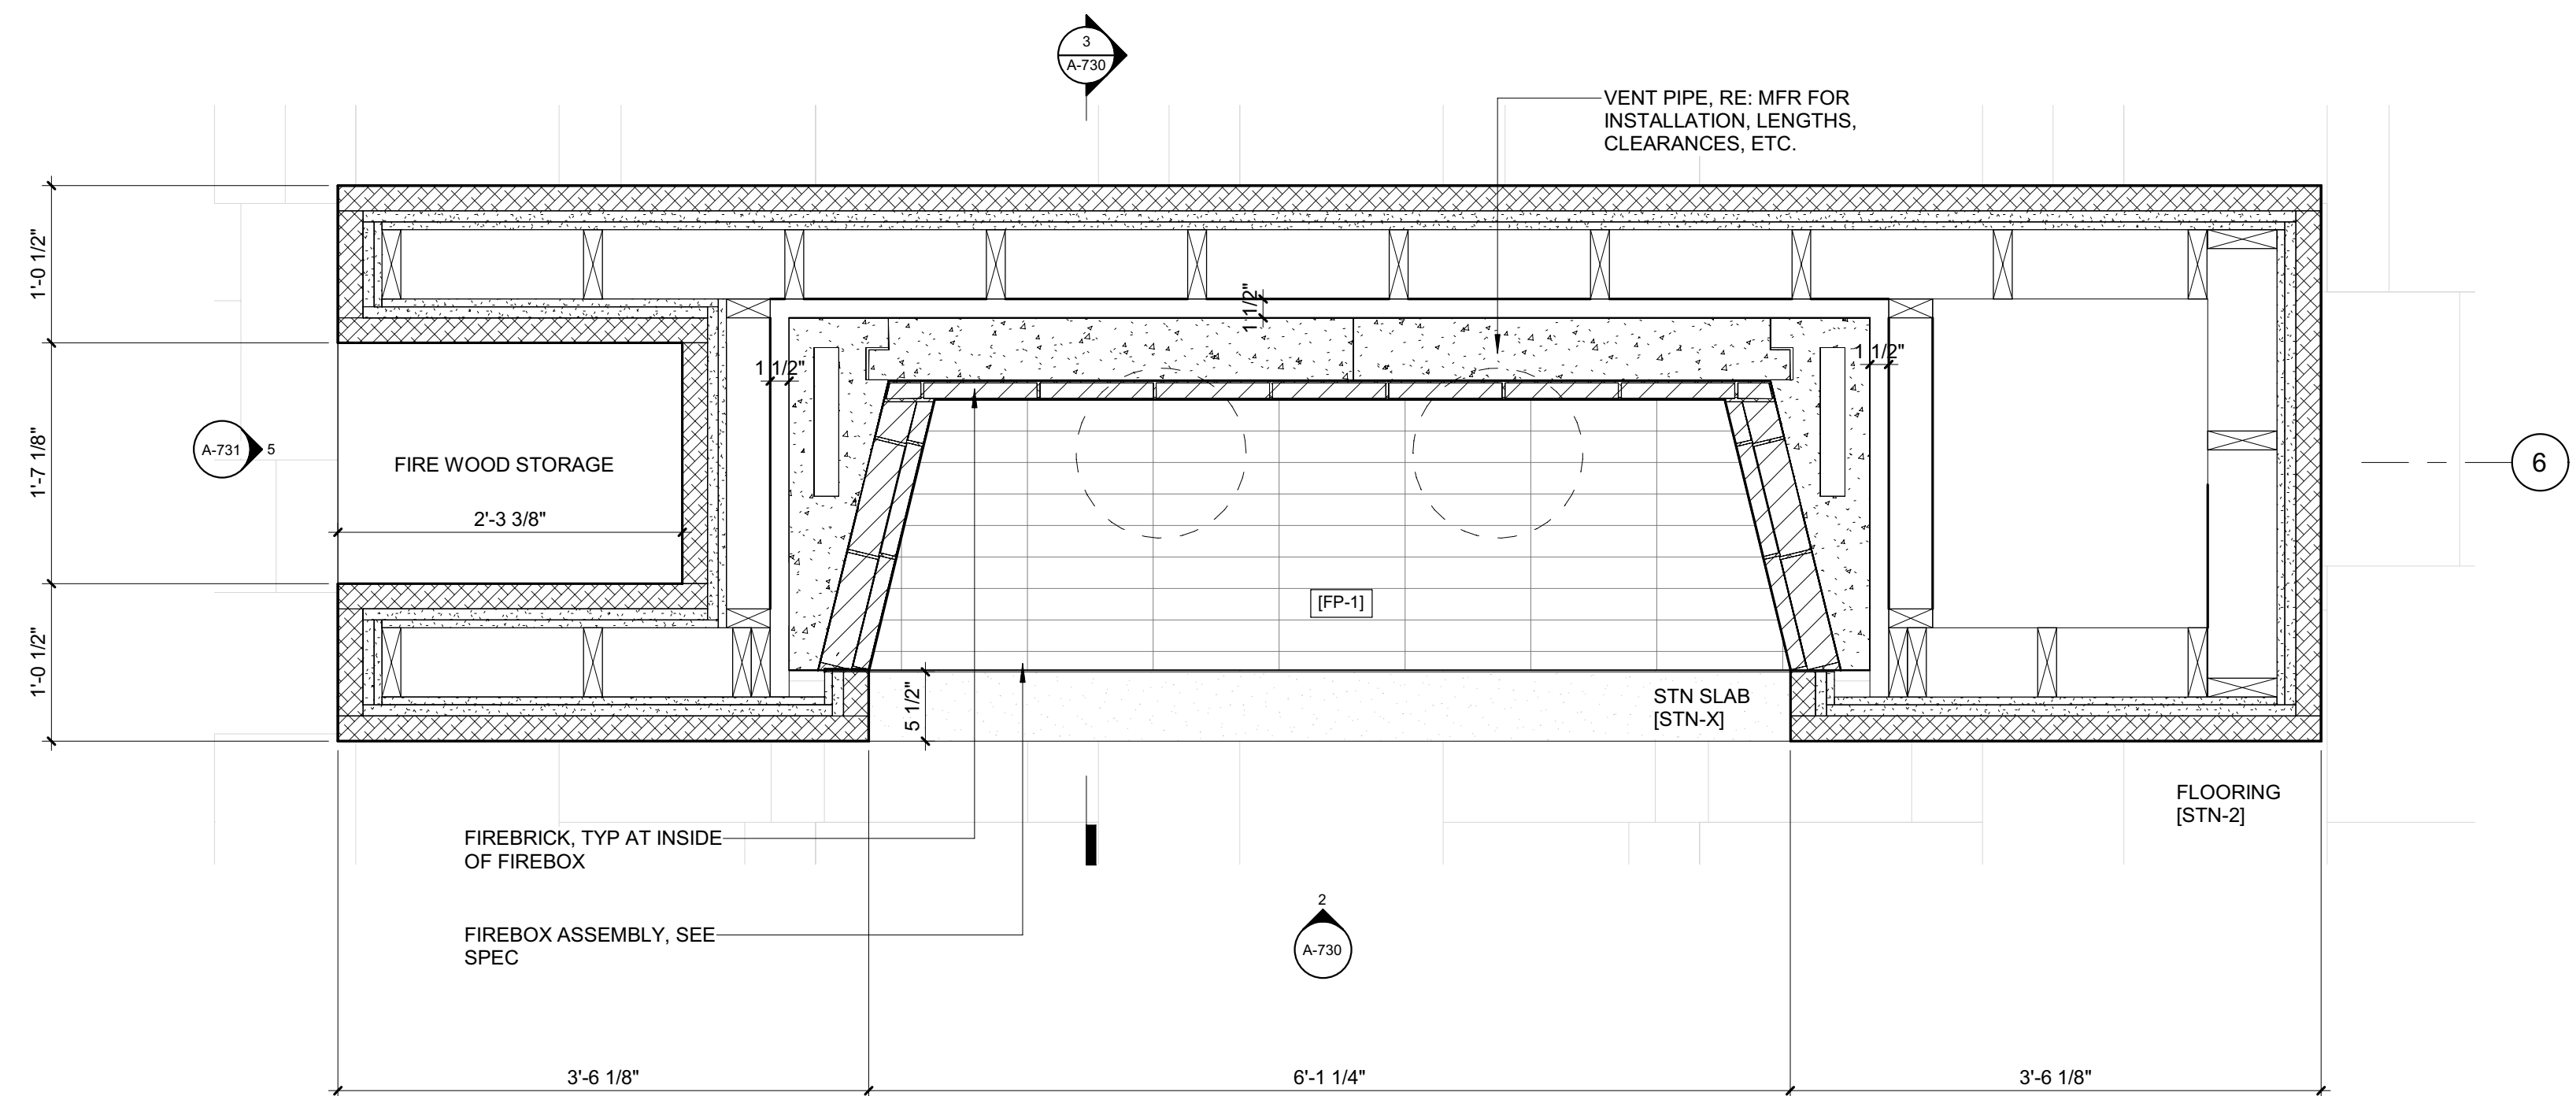 3
A-730
VENT PIPE, RE: MFR FOR
INSTALLATION, LENGTHS,
CLEARANCES, ETC.
1'-0 1/2"
1 1/2"
1 1/2"
1 1/2"
1'-7 1/8"
A-731
5
FIRE WOOD STORAGE
6
2'-3 3/8"
[FP-1]
1'-0 1/2"
5 1/2"
STN SLAB
[STN-X]
FLOORING
[STN-2]
FIREBRICK, TYP AT INSIDE
OF FIREBOX
2
A-730
FIREBOX ASSEMBLY, SEE
SPEC
3'-6 1/8"
6'-1 1/4"
3'-6 1/8"